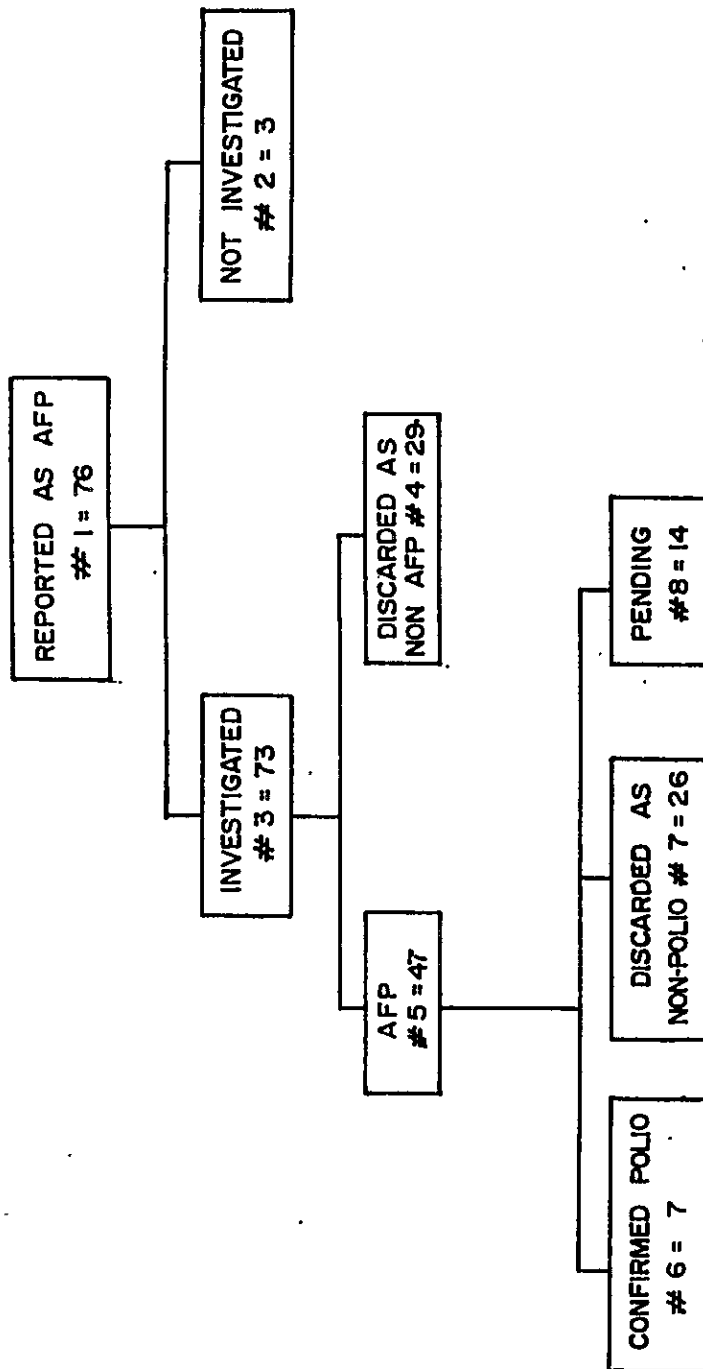 REPORTED AS AFP
# 1 = 76
INVESTIGATED
# 3 = 73
NOT INVESTIGATED
# 2 = 3
AFP
#5 = 47
DISCARDED AS
NON AFP #4 = 29
CONFIRMED POLIO
# 6 = 7
DISCARDED AS
NON-POLIO # 7 = 26
PENDING
#8 = 14